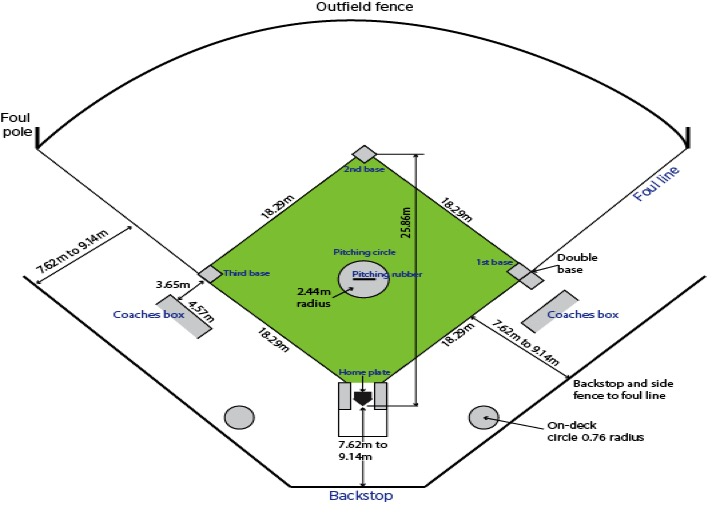 Outfield fence
Foul
pole
Foul line
2nd base
18.29m
18.29m
25.86m
7.62m to 9.14m
Pitching circle
1st base
Double
base
Third base
Pitching rubber
3.65m
2.44m
radius
4.57m
Coaches box
Coaches box
18.29m
18.29m
7.62m to 9.14m
Home plate
Backstop and side
fence to foul line
On-deck
circle 0.76 radius
7.62m to
9.14m
Backstop